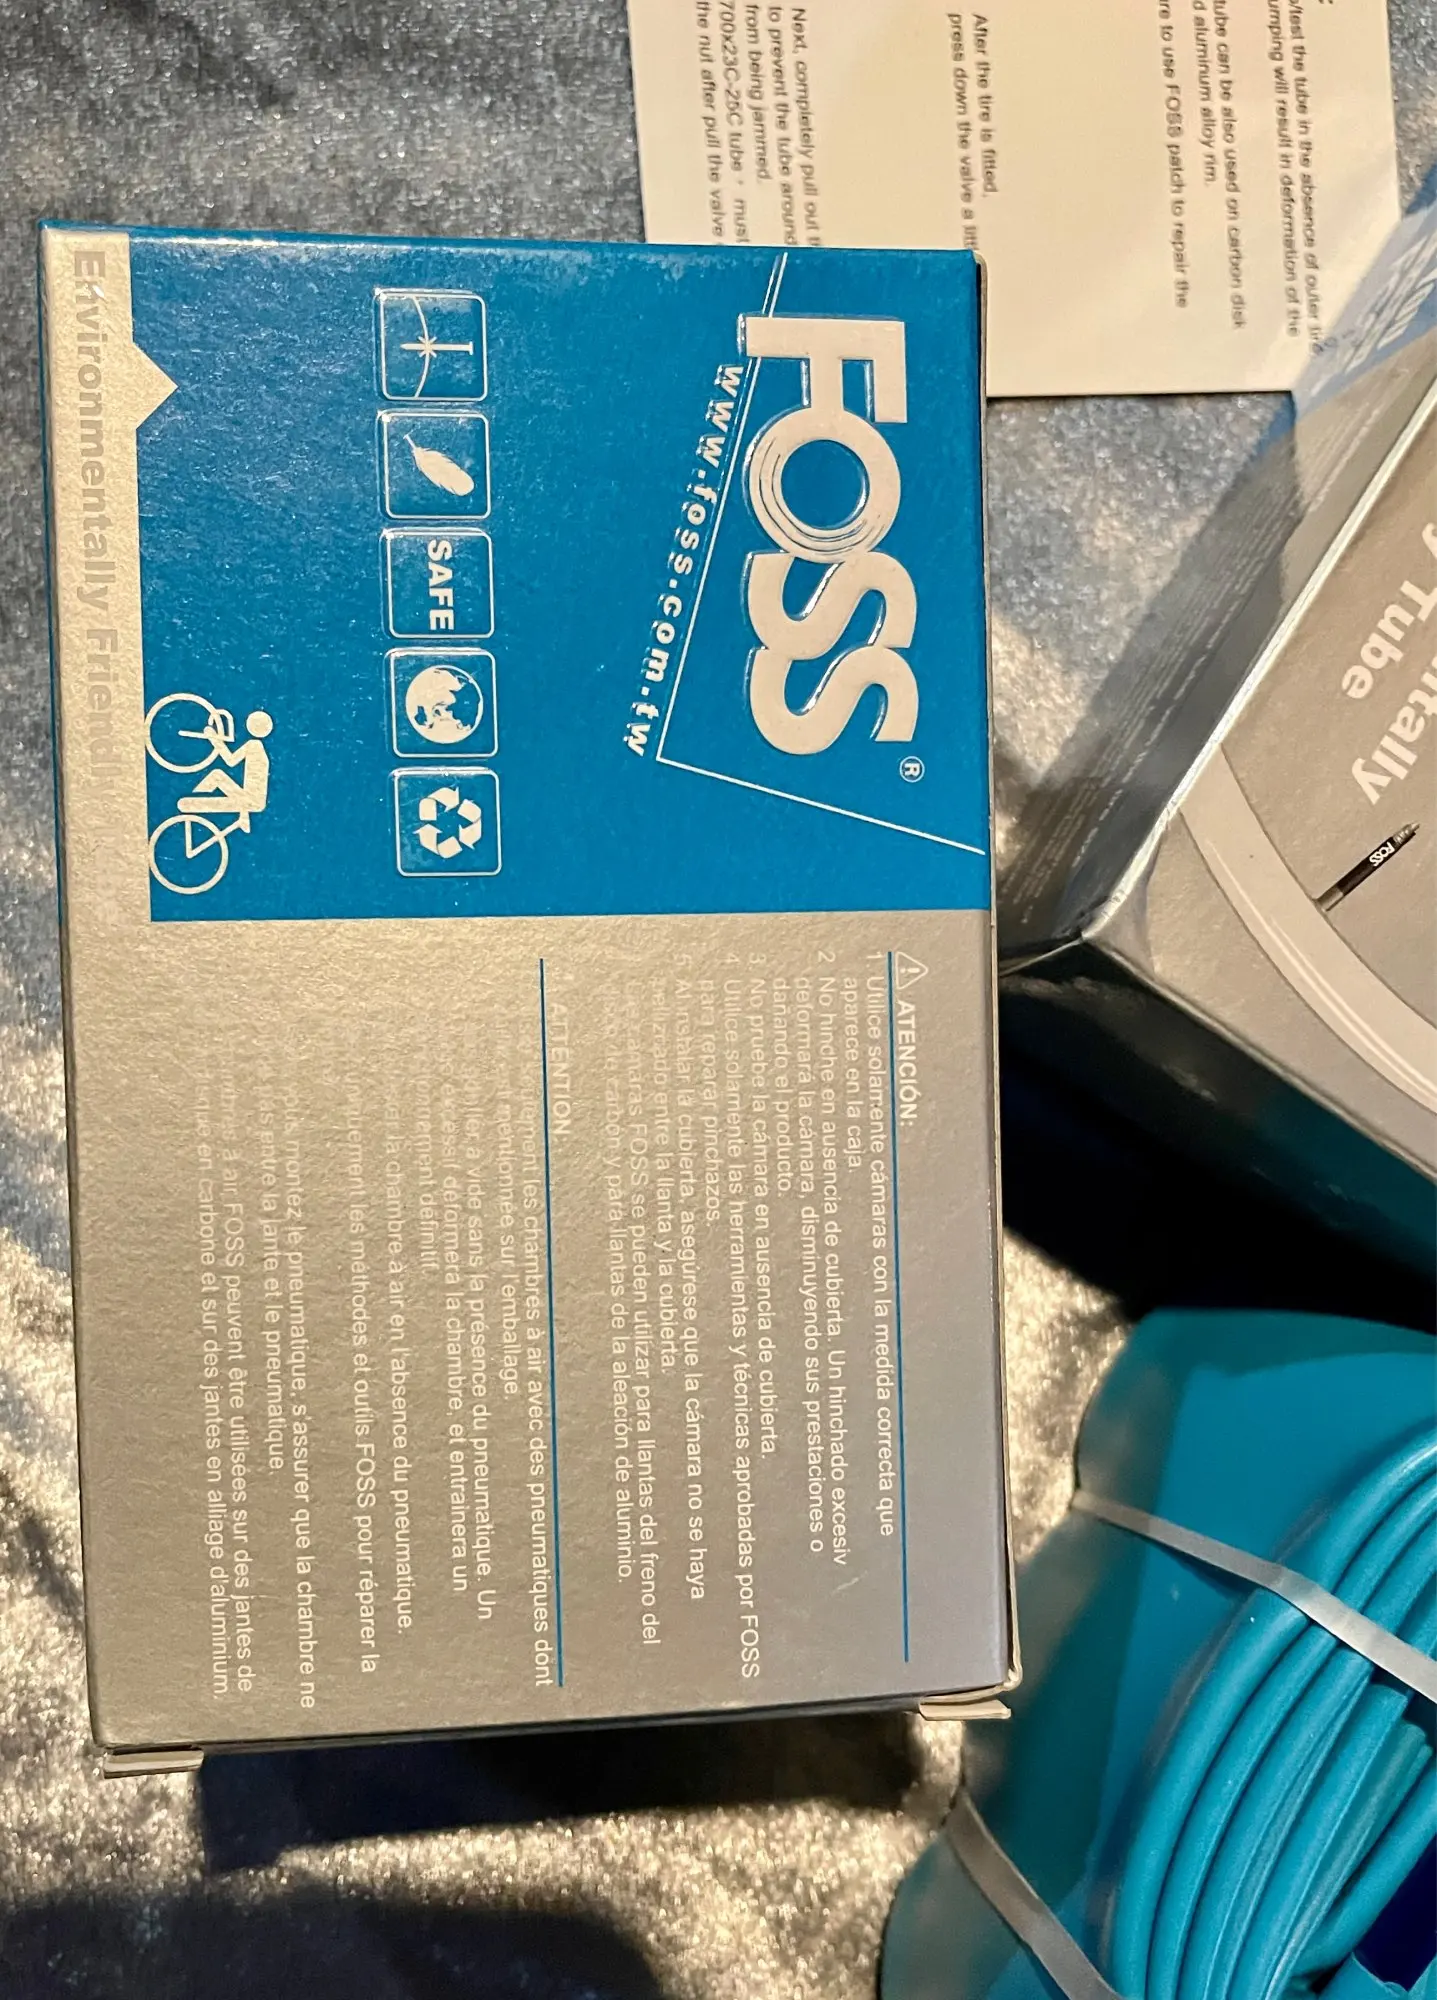 FOSS®
www.foss.com.tw
SAFE
Environmentally Friendly
ATENCIÓN:
1 Utilice solamente cámaras con la medida correcta que
aparece en la caja.
2 No hinche en ausencia de cubierta. Un hinchado excesiv
deformará la cámara, disminuyendo sus prestaciones o
dañando el producto.
3 No pruebe la cámara en ausencia de cubierta.
4 Utilice solamente las herramientas y técnicas aprobadas por FOSS
para reparar pinchazos.
5 Al instalar la cubierta, asegúrese que la cámara no se haya
entre la llanta y la cubierta.
cámaras FOSS se pueden utilizar para llantas del freno del
de carbon y para llantas de la aleación de aluminio.
ATTENTION:
les chambres à air avec des pneumatiques dont
mentionnée sur l'emballage.
à vide sans la présence du pneumatique. Un
déformera la chambre, et entrainera un
définitif.
la chambre à air en l'absence du pneumatique.
les méthodes et outils FOSS pour réparer la
montez le pneumatique, s'assurer que la chambre ne
pas entre la jante et le pneumatique.
à air FOSS peuvent être utilisées sur des jantes de
en carbone et sur des jantes en alliage d'aluminium.
/test the tube in the absence of outer tire
umping will result in deformation of the
tube can be also used on carbon disk
d aluminum alloy rim.
re to use FOSS patch to repair the
After the tire is fitted,
press down the valve a litt
Next, completely pull out t
to prevent the tube around
from being jammed.
700x23C-25C tube, must
the nut after pull the valve
tally
Tube
FOSS